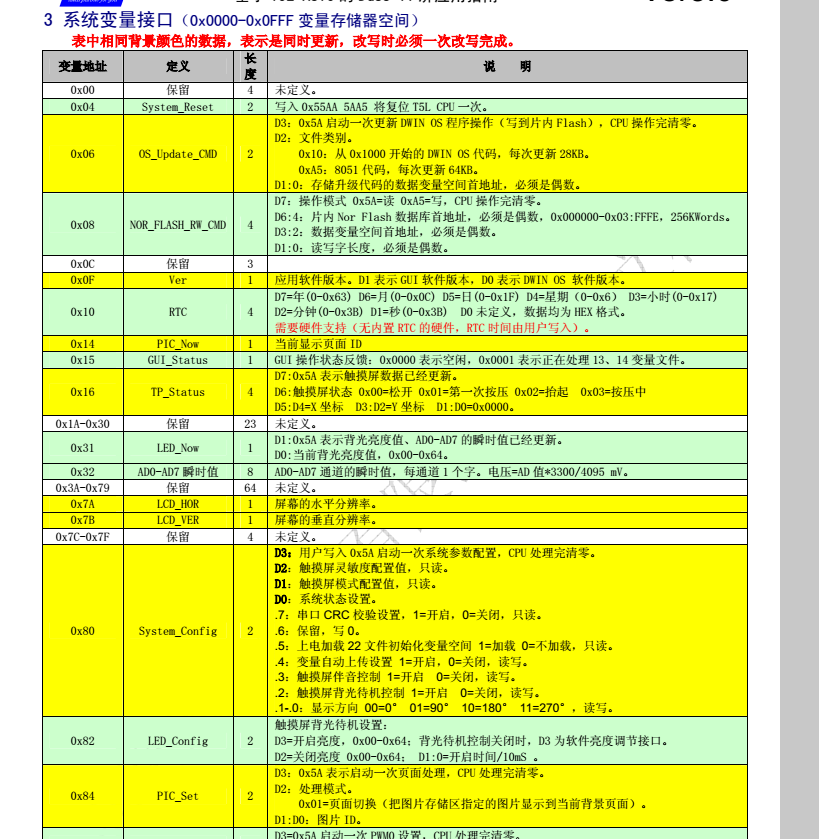 3 系统变量接口（0x0000-0x0FFF 变量存储器空间）
表中相同背景颜色的数据，表示是同时更新，改写时必须一次改写完成。
变量地址 定义 长度 说 明
0x00 保留 4 未定义。
0x04 System_Reset 2 写入 0x55AA 5AA5 将复位 T5L CPU 一次。
0x06 OS_Update_CMD 2 D3：0x5A 启动一次更新 DWIN OS 程序操作（写到片内 Flash），CPU 操作完清零。
D2：文件类别。
0x10：从 0x1000 开始的 DWIN OS 代码，每次更新 28KB。
0xA5：8051 代码，每次更新 64KB。
D1:0：存储升级代码的数据变量空间首地址，必须是偶数。
0x08 NOR_FLASH_RW_CMD 4 D7：操作模式 0x5A=读 0xA5=写，CPU 操作完清零。
D6:4：片内 Nor Flash 数据库首地址，必须是偶数，0x000000-0x03:FFFE，256KWords。
D3:2：数据变量空间首地址，必须是偶数。
D1:0：读写字长度，必须是偶数。
0x0C 保留 3
0x0F Ver 1 应用软件版本。D1 表示 GUI 软件版本，D0 表示 DWIN OS 软件版本。
0x10 RTC 4 D7=年(0-0x63) D6=月(0-0x0C) D5=日(0-0x1F) D4=星期（0-0x6） D3=小时(0-0x17)
D2=分钟(0-0x3B) D1=秒(0-0x3B) D0 未定义，数据均为 HEX 格式。
需要硬件支持（无内置 RTC 的硬件，RTC 时间由用户写入）。
0x14 PIC_Now 1 当前显示页面 ID
0x15 GUI_Status 1 GUI 操作状态反馈：0x0000 表示空闲，0x0001 表示正在处理 13、14 变量文件。
0x16 TP_Status 4 D7:0x5A 表示触摸屏数据已经更新。
D6:触摸屏状态 0x00=松开 0x01=第一次按压 0x02=抬起 0x03=按压中
D5:D4=X 坐标 D3:D2=Y 坐标 D1:D0=0x0000。
0x1A-0x30 保留 23 未定义。
0x31 LED_Now 1 D1:0x5A 表示背光亮度值、AD0-AD7 的瞬时值已经更新。
D0:当前背光亮度值，0x00-0x64。
0x32 AD0-AD7 瞬时值 8 AD0-AD7 通道的瞬时值，每通道 1 个字。电压=AD 值*3300/4095 mV。
0x3A-0x79 保留 64 未定义。
0x7A LCD_HOR 1 屏幕的水平分辨率。
0x7B LCD_VER 1 屏幕的垂直分辨率。
0x7C-0x7F 保留 4 未定义。
0x80 System_Config 2 D3：用户写入 0x5A 启动一次系统参数配置，CPU 处理完清零。
D2：触摸屏灵敏度配置值，只读。
D1：触摸屏模式配置值，只读。
D0：系统状态设置。
.7：串口 CRC 校验设置，1=开启，0=关闭，只读。
.6：保留，写 0。
.5：上电加载 22 文件初始化变量空间 1=加载 0=不加载，只读。
.4：变量自动上传设置 1=开启，0=关闭，读写。
.3：触摸屏伴音控制 1=开启 0=关闭，读写。
.2：触摸屏背光待机控制 1=开启 0=关闭，读写。
.1-.0：显示方向 00=0° 01=90° 10=180° 11=270°，读写。
0x82 LED_Config 2 触摸屏背光待机设置：
D3=开启亮度，0x00-0x64；背光待机控制关闭时，D3 为软件亮度调节接口。
D2=关闭亮度 0x00-0x64； D1:0=开启时间/10mS 。
0x84 PIC_Set 2 D3：0x5A 表示启动一次页面处理，CPU 处理完清零。
D2：处理模式。
0x01=页面切换（把图片存储区指定的图片显示到当前背景页面）。
D1:D0：图片 ID。
D3=0x5A 启动一次 PWM0 设置，CPU 处理完清零。